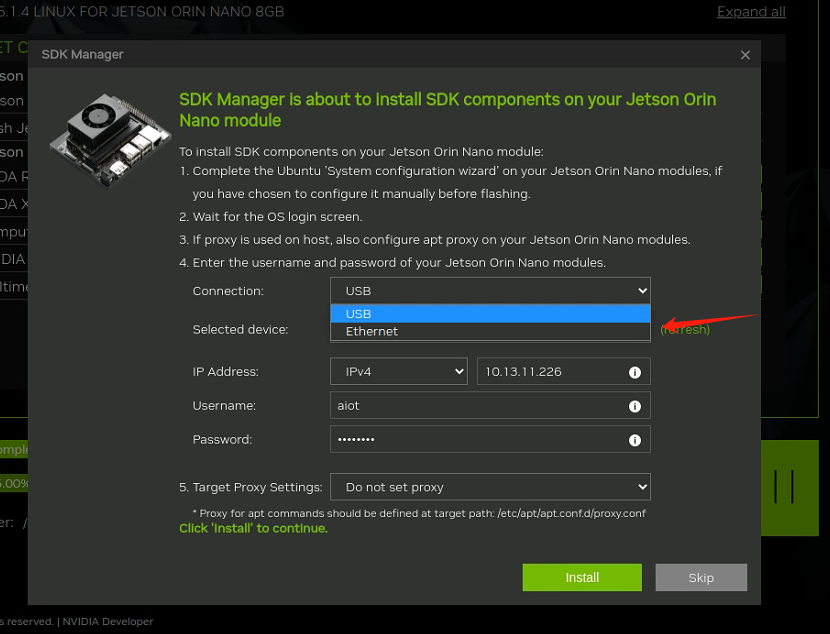 5.1.4 LINUX FOR JETSON ORIN NANO 8GB
Expand all
SDK Manager
SDK Manager is about to install SDK components on your Jetson Orin
Nano module
To install SDK components on your Jetson Orin Nano module:
1. Complete the Ubuntu 'System configuration wizard' on your Jetson Orin Nano modules, if
you have chosen to configure it manually before flashing.
2. Wait for the OS login screen.
3. If proxy is used on host, also configure apt proxy on your Jetson Orin Nano modules.
4. Enter the username and password of your Jetson Orin Nano modules.
Connection: USB
USB
Selected device: (refresh)
Ethernet
IP Address: IPv4 10.13.11.226
Username: aiot
Password: ••••••••
5. Target Proxy Settings: Do not set proxy
* Proxy for apt commands should be defined at target path: /etc/apt/apt.conf.d/proxy.conf
Click 'Install' to continue.
Install Skip
s reserved. | NVIDIA Developer